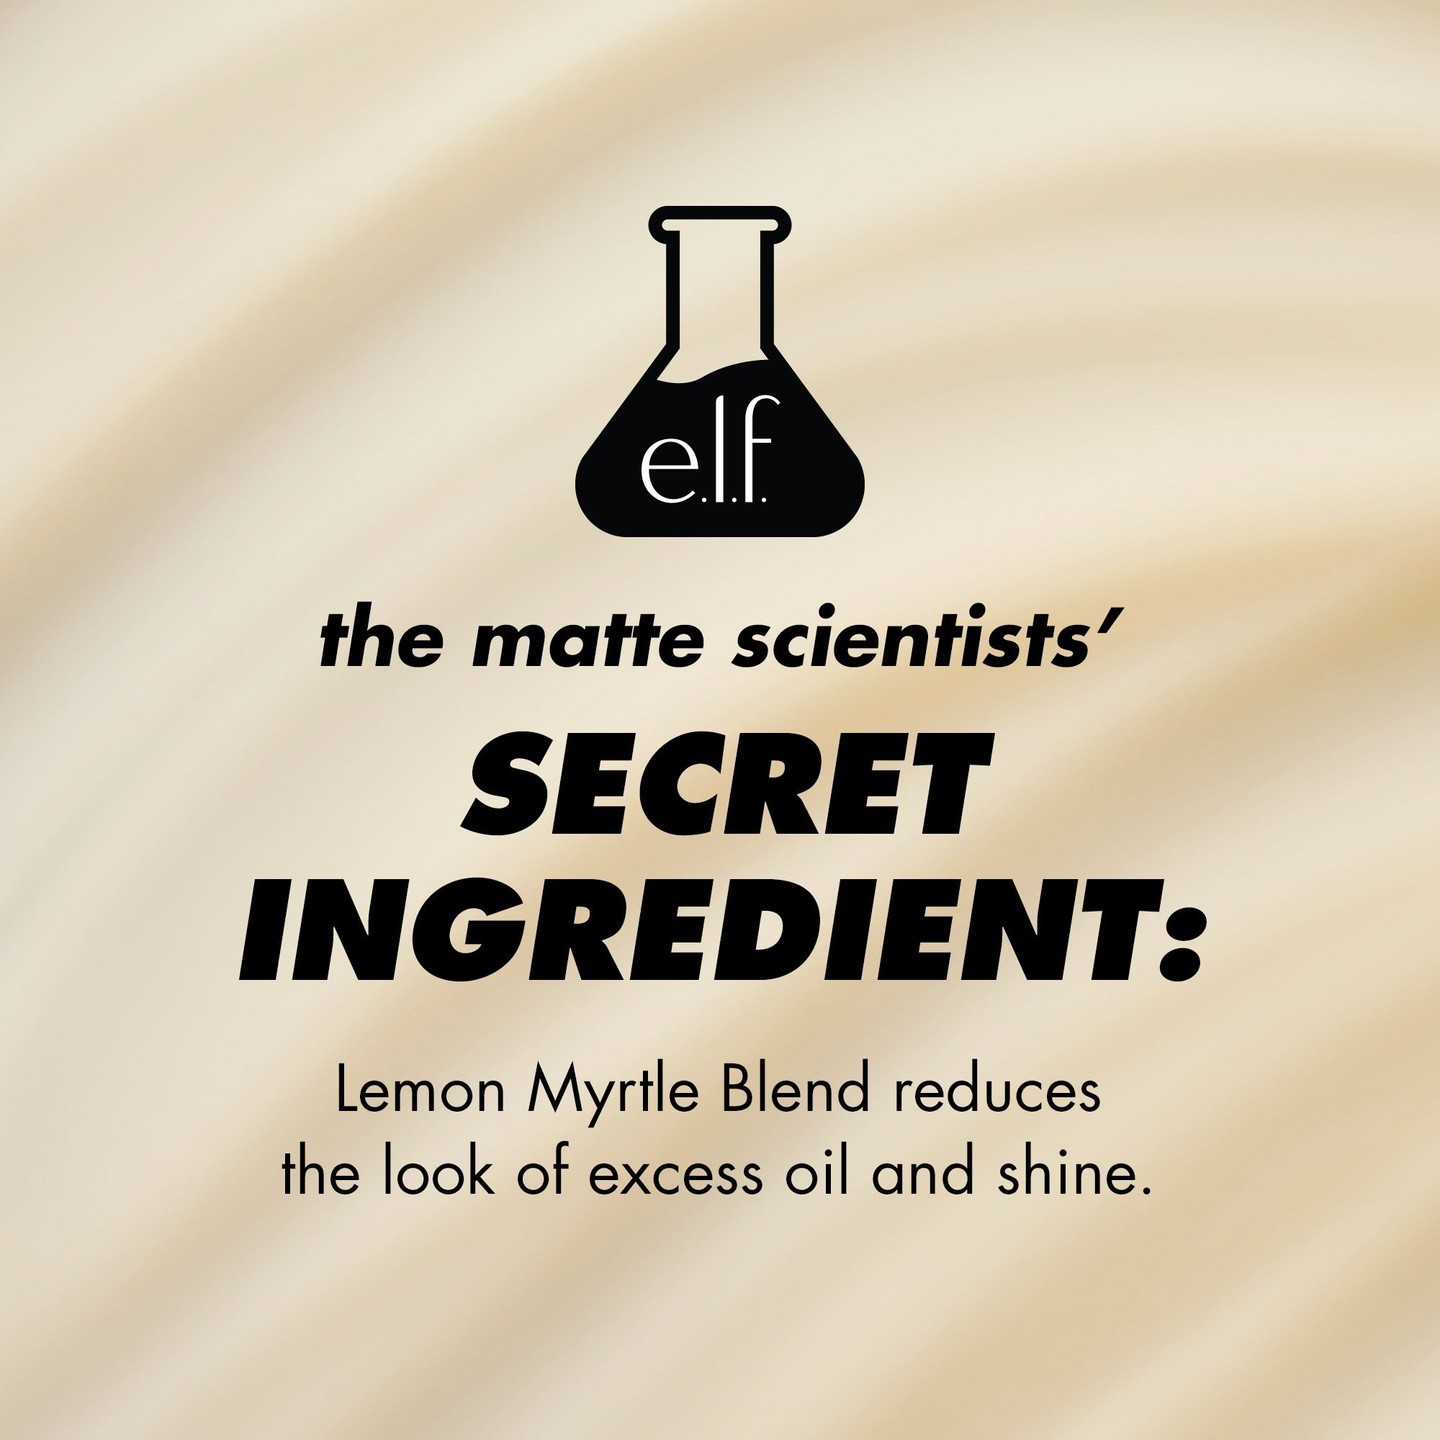 e.l.f.
the matte scientists’
SECRET
INGREDIENT:
Lemon Myrtle Blend reduces
the look of excess oil and shine.